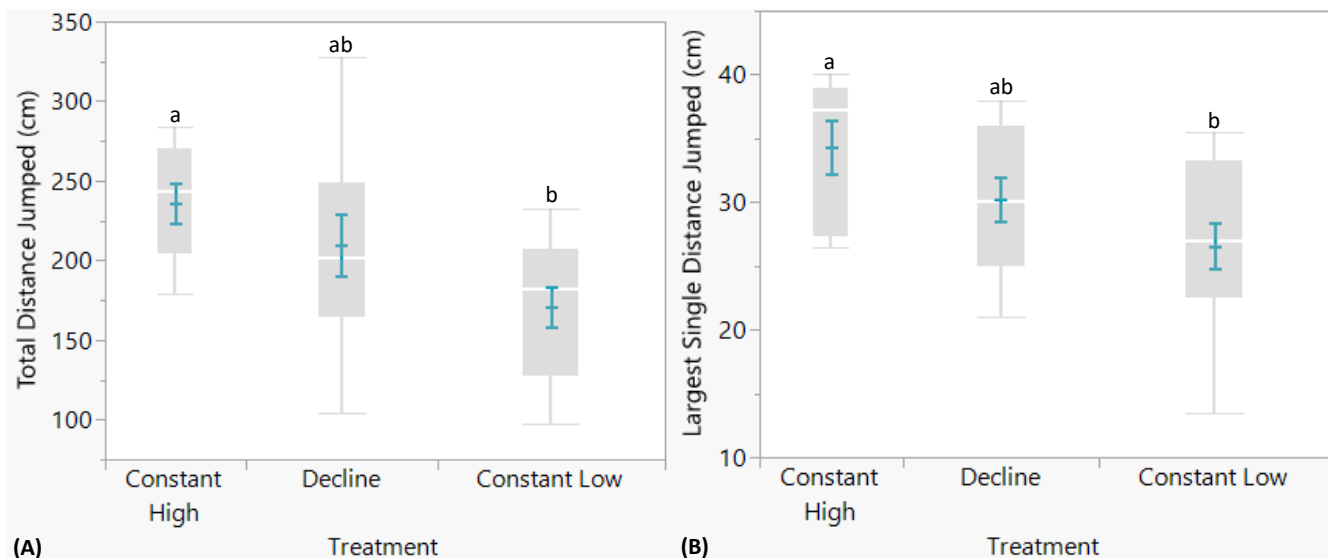 Total Distance Jumped (cm)
350
300
250
200
150
100
a
ab
b
Constant High
Decline
Constant Low
Treatment
(A)
Largest Single Distance Jumped (cm)
40
30
20
10
a
ab
b
Constant High
Decline
Constant Low
Treatment
(B)